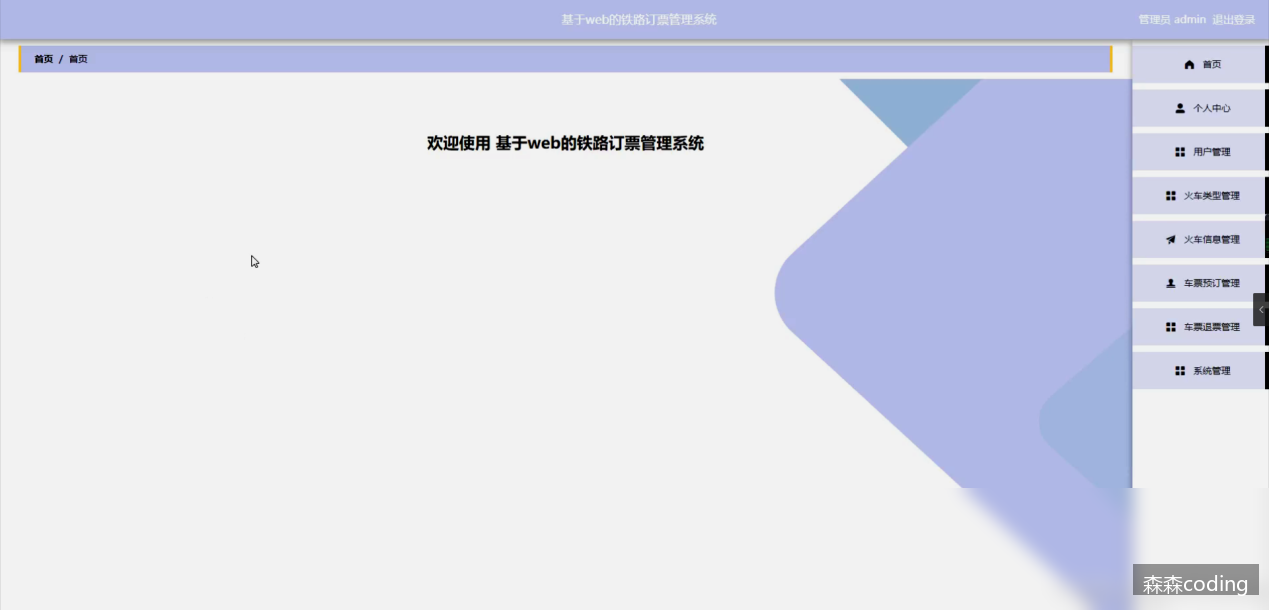 基于web的铁路订票管理系统
管理员 admin 退出登录
首页 / 首页
欢迎使用 基于web的铁路订票管理系统
首页
个人中心
用户管理
火车类型管理
火车信息管理
车票预订管理
车票退票管理
系统管理
森森coding